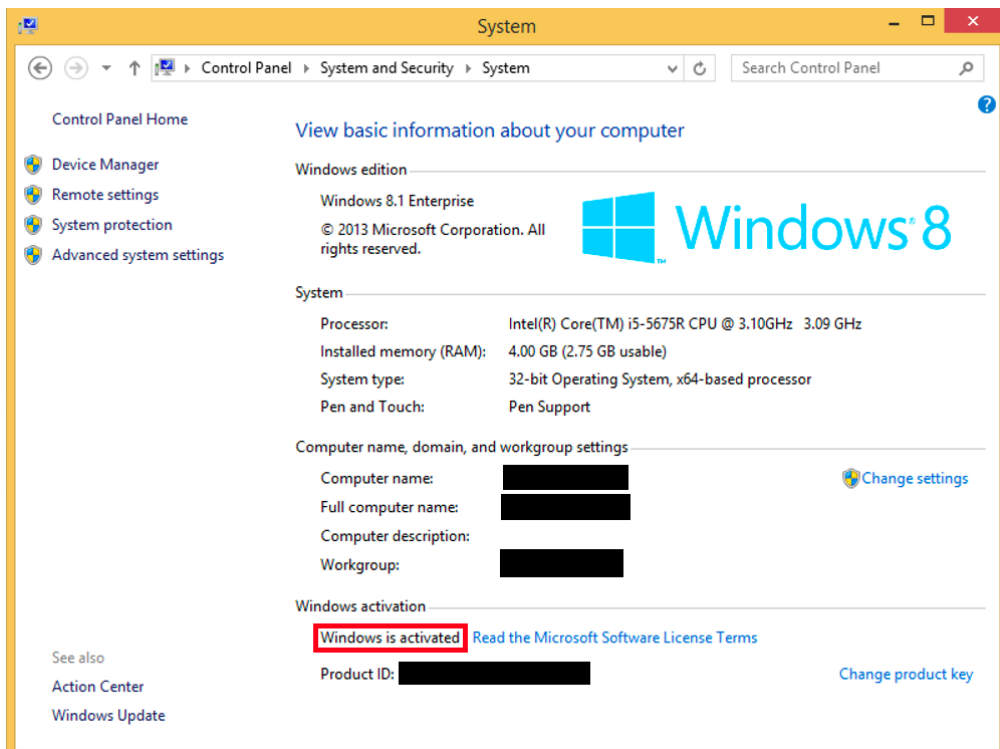 System
Control Panel System and Security System
Search Control Panel
Control Panel Home
Device Manager
Remote settings
System protection
Advanced system settings
See also
Action Center
Windows Update
View basic information about your computer
Windows edition
Windows 8.1 Enterprise
© 2013 Microsoft Corporation. All
rights reserved.
Windows® 8
™
System
Processor: Intel(R) Core(TM) i5-5675R CPU @ 3.10GHz 3.09 GHz
Installed memory (RAM): 4.00 GB (2.75 GB usable)
System type: 32-bit Operating System, x64-based processor
Pen and Touch: Pen Support
Computer name, domain, and workgroup settings
Computer name: Change settings
Full computer name:
Computer description:
Workgroup:
Windows activation
Windows is activated Read the Microsoft Software License Terms
Product ID: Change product key